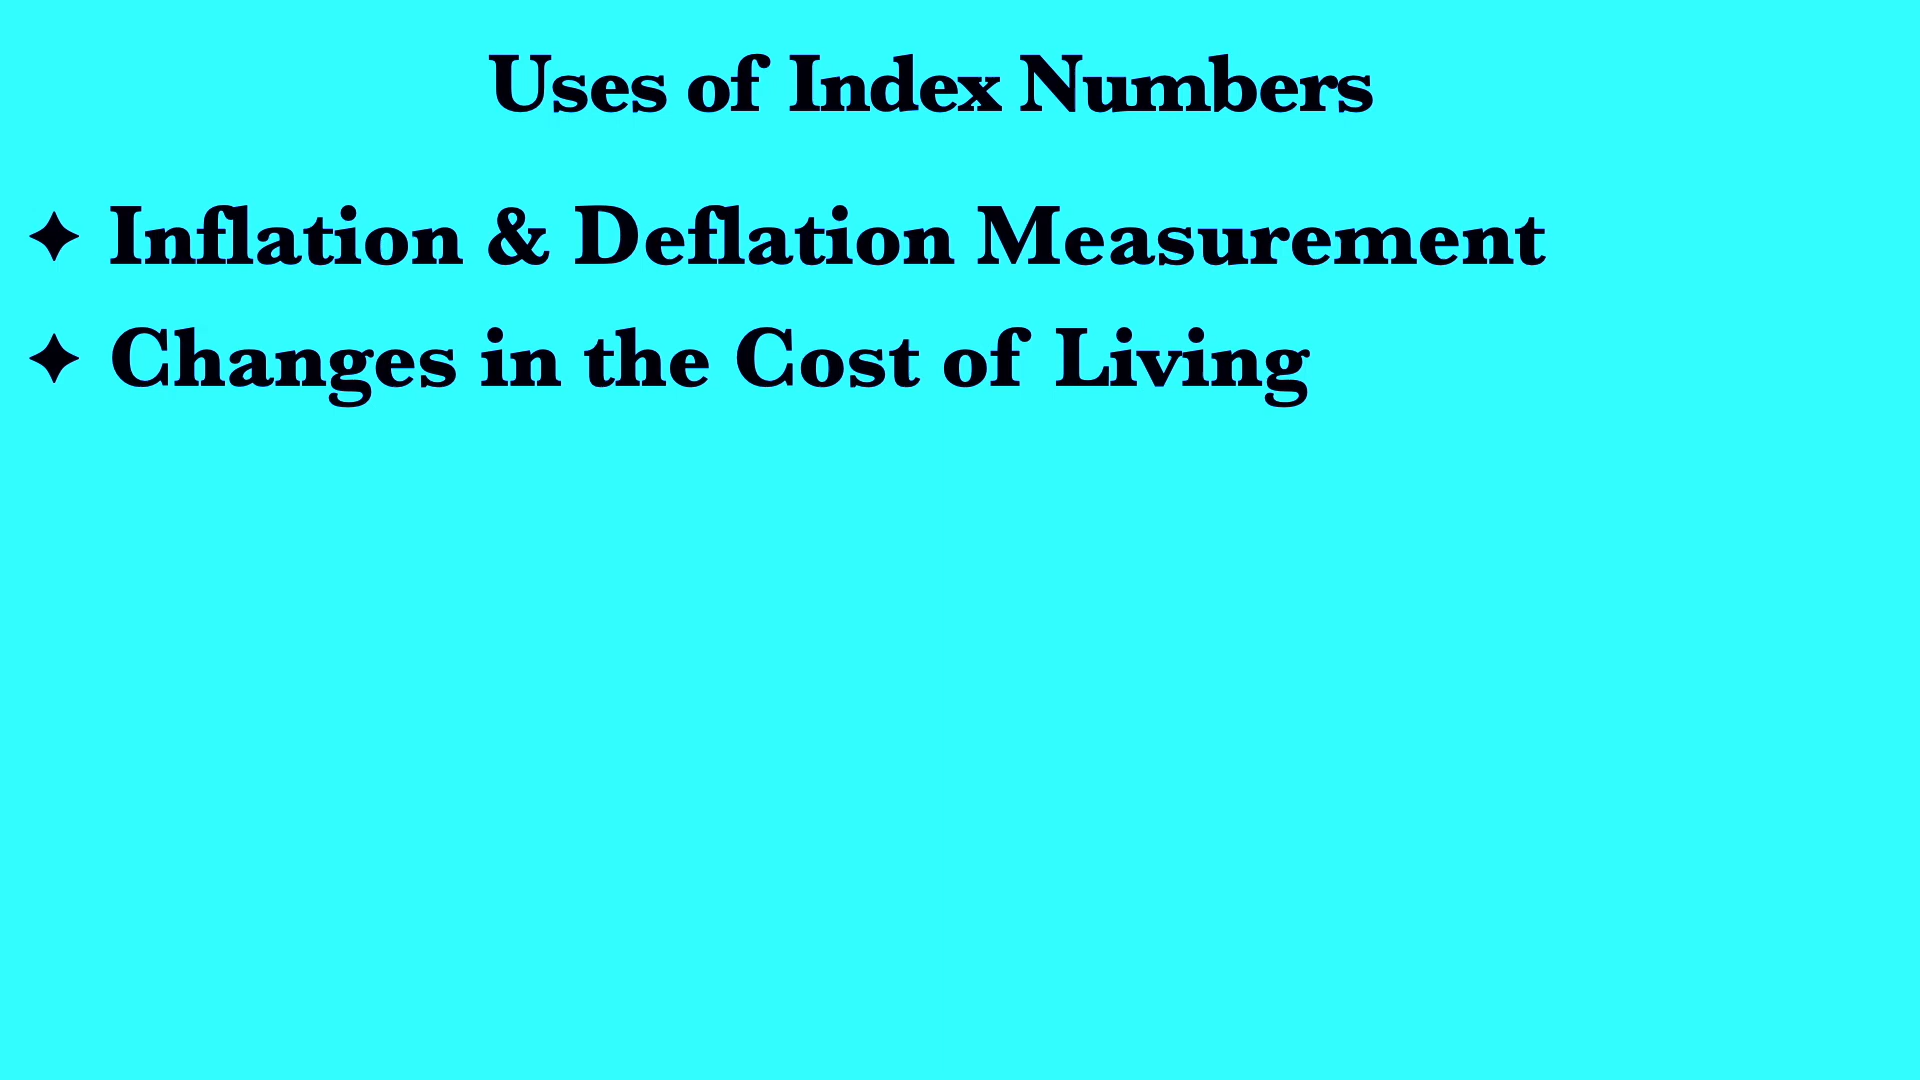 Uses of Index Numbers
✦ Inflation & Deflation Measurement
✦ Changes in the Cost of Living